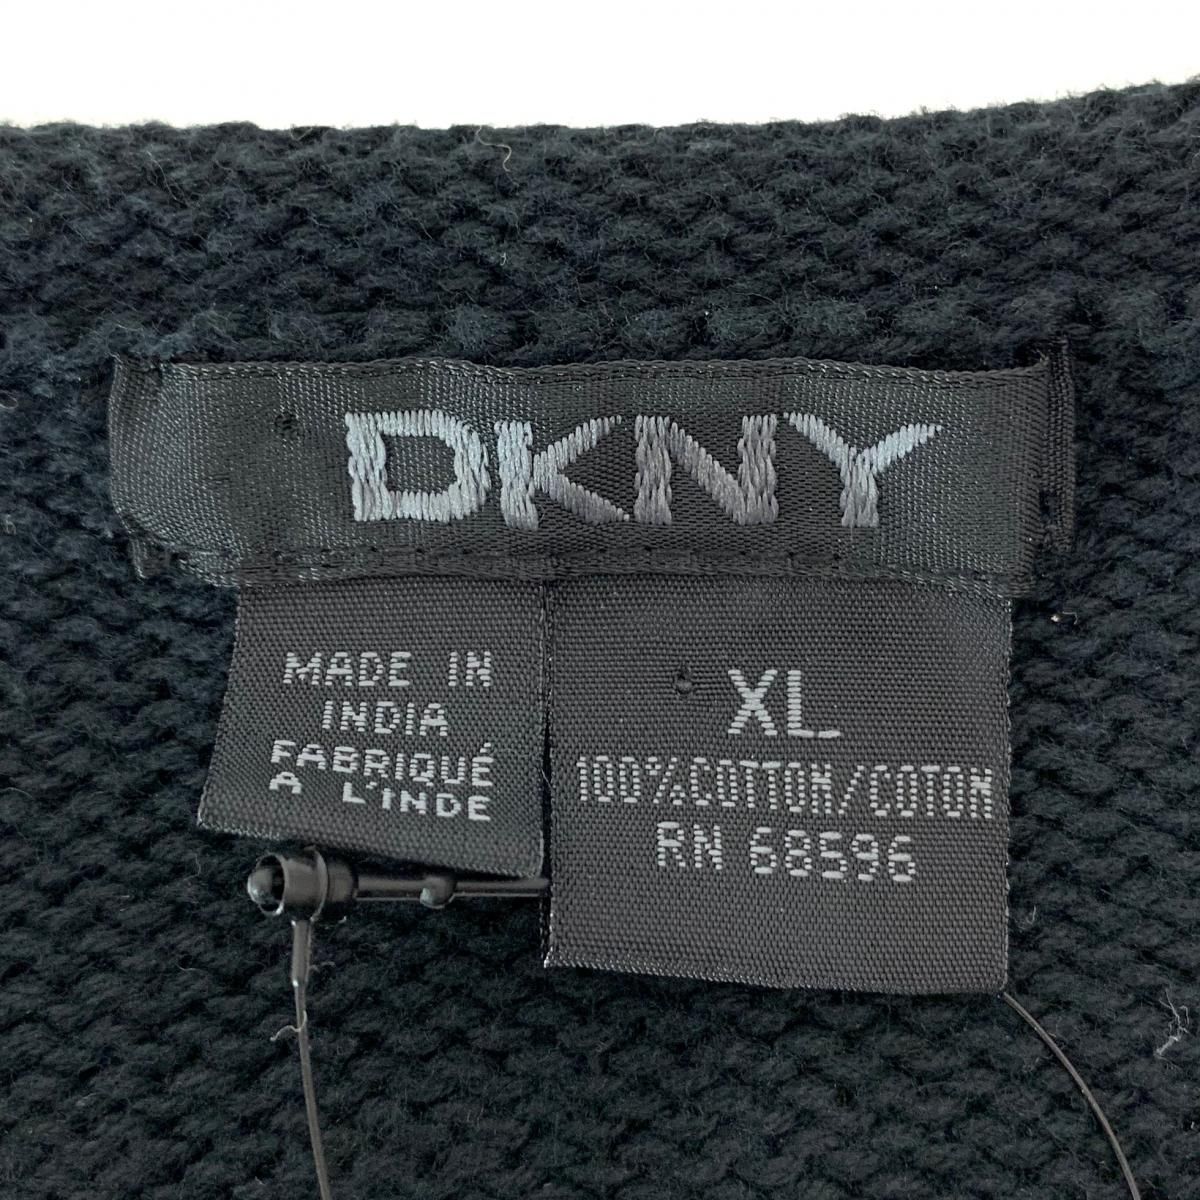 DKNY
MADE IN
INDIA
FABRIQUÉ
A L'INDE
XL
100%COTTON/COTON
RN 68596